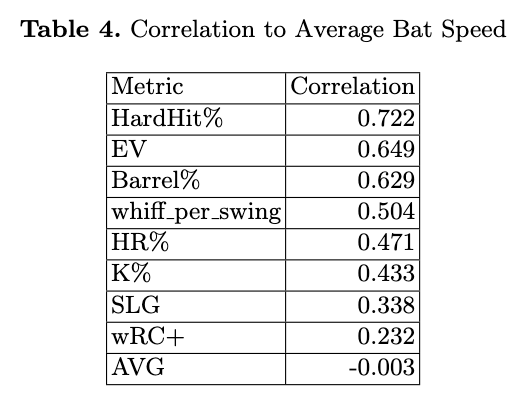 Table 4. Correlation to Average Bat Speed
Metric Correlation
HardHit% 0.722
EV 0.649
Barrel% 0.629
whiff_per_swing 0.504
HR% 0.471
K% 0.433
SLG 0.338
wRC+ 0.232
AVG -0.003